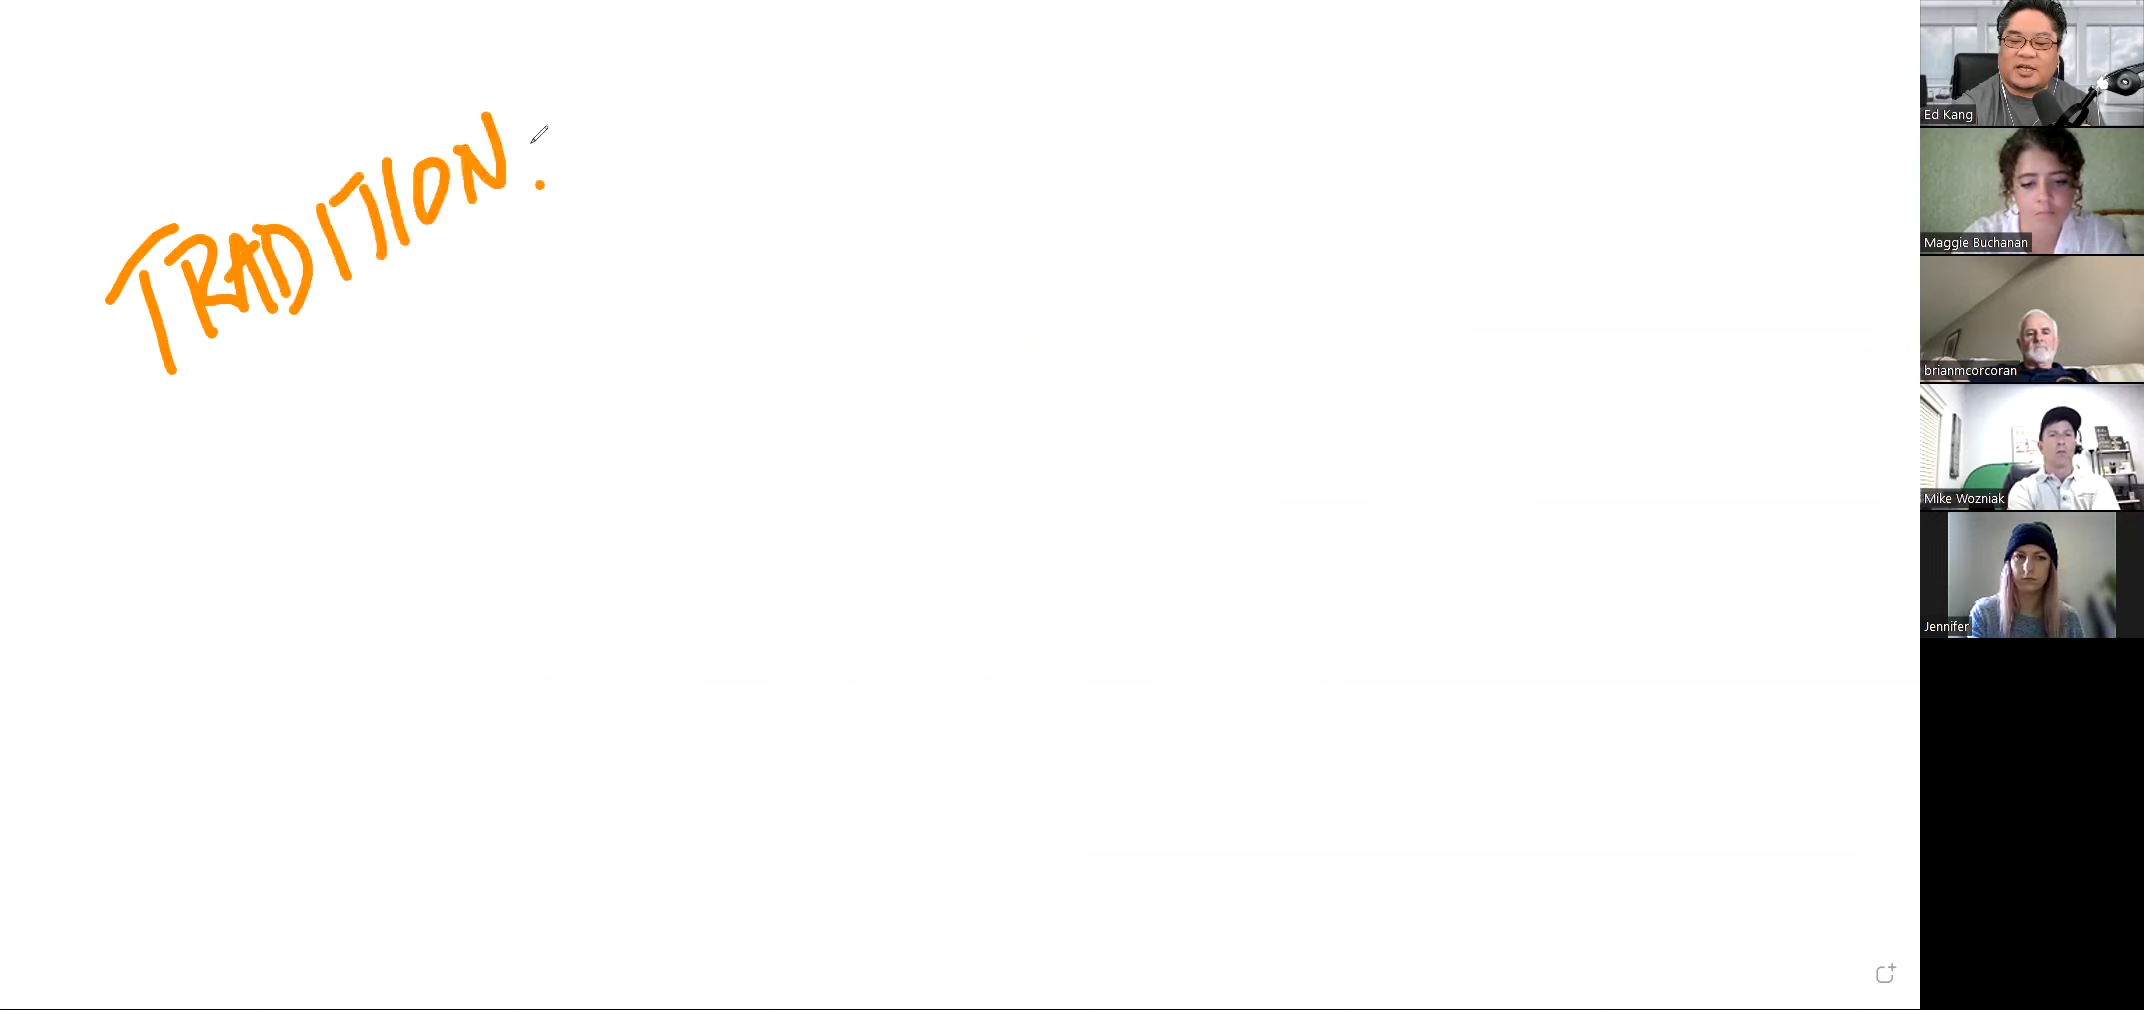 TRADITION.
Ed Kang
Maggie Buchanan
brianmcorcoran
Mike Wozniak
Jennifer